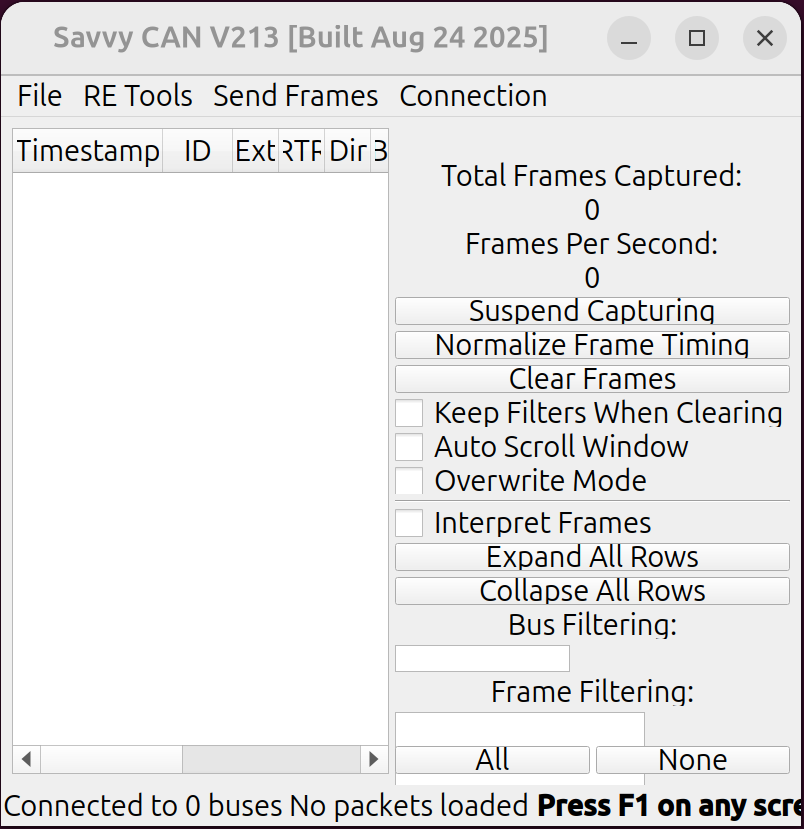 Savvy CAN V213 [Built Aug 24 2025]
File RE Tools Send Frames Connection
Timestamp ID Ext RTR Dir B
Total Frames Captured:
0
Frames Per Second:
0
Suspend Capturing
Normalize Frame Timing
Clear Frames
Keep Filters When Clearing
Auto Scroll Window
Overwrite Mode
Interpret Frames
Expand All Rows
Collapse All Rows
Bus Filtering:
Frame Filtering:
All None
Connected to 0 buses No packets loaded Press F1 on any scre